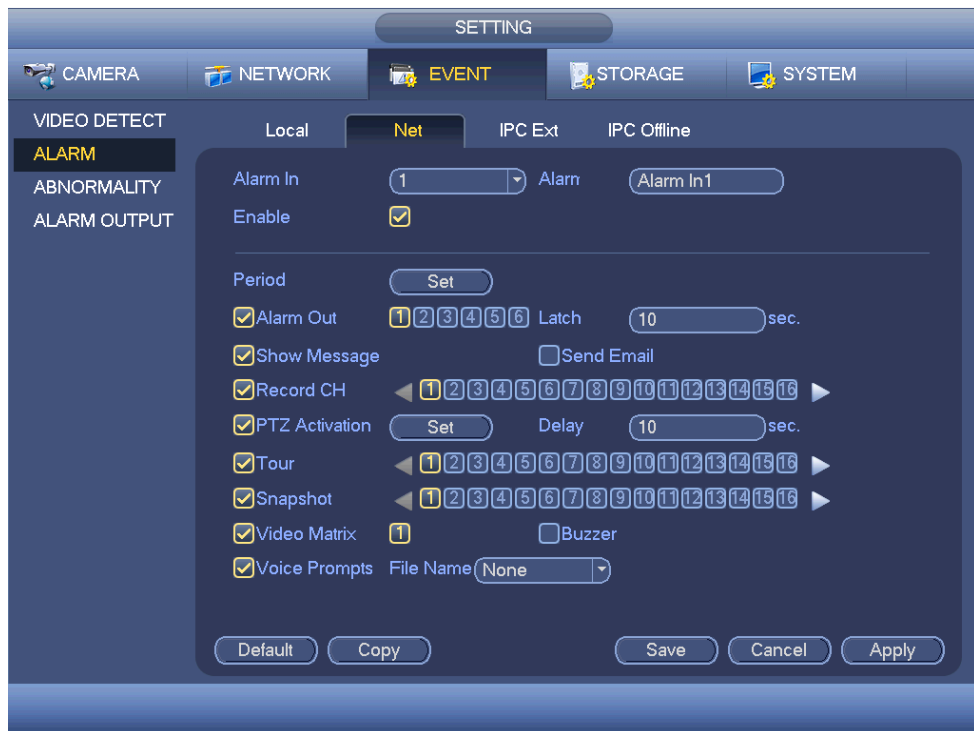 SETTING
CAMERA NETWORK EVENT STORAGE SYSTEM
VIDEO DETECT
ALARM
ABNORMALITY
ALARM OUTPUT
Local Net IPC Ext IPC Offline
Alarm In 1 Alarm Alarm In1
Enable
Period Set
Alarm Out 1 2 3 4 5 6 Latch 10 sec.
Show Message Send Email
Record CH 1 2 3 4 5 6 7 8 9 10 11 12 13 14 15 16
PTZ Activation Set Delay 10 sec.
Tour 1 2 3 4 5 6 7 8 9 10 11 12 13 14 15 16
Snapshot 1 2 3 4 5 6 7 8 9 10 11 12 13 14 15 16
Video Matrix 1 Buzzer
Voice Prompts File Name None
Default Copy Save Cancel Apply